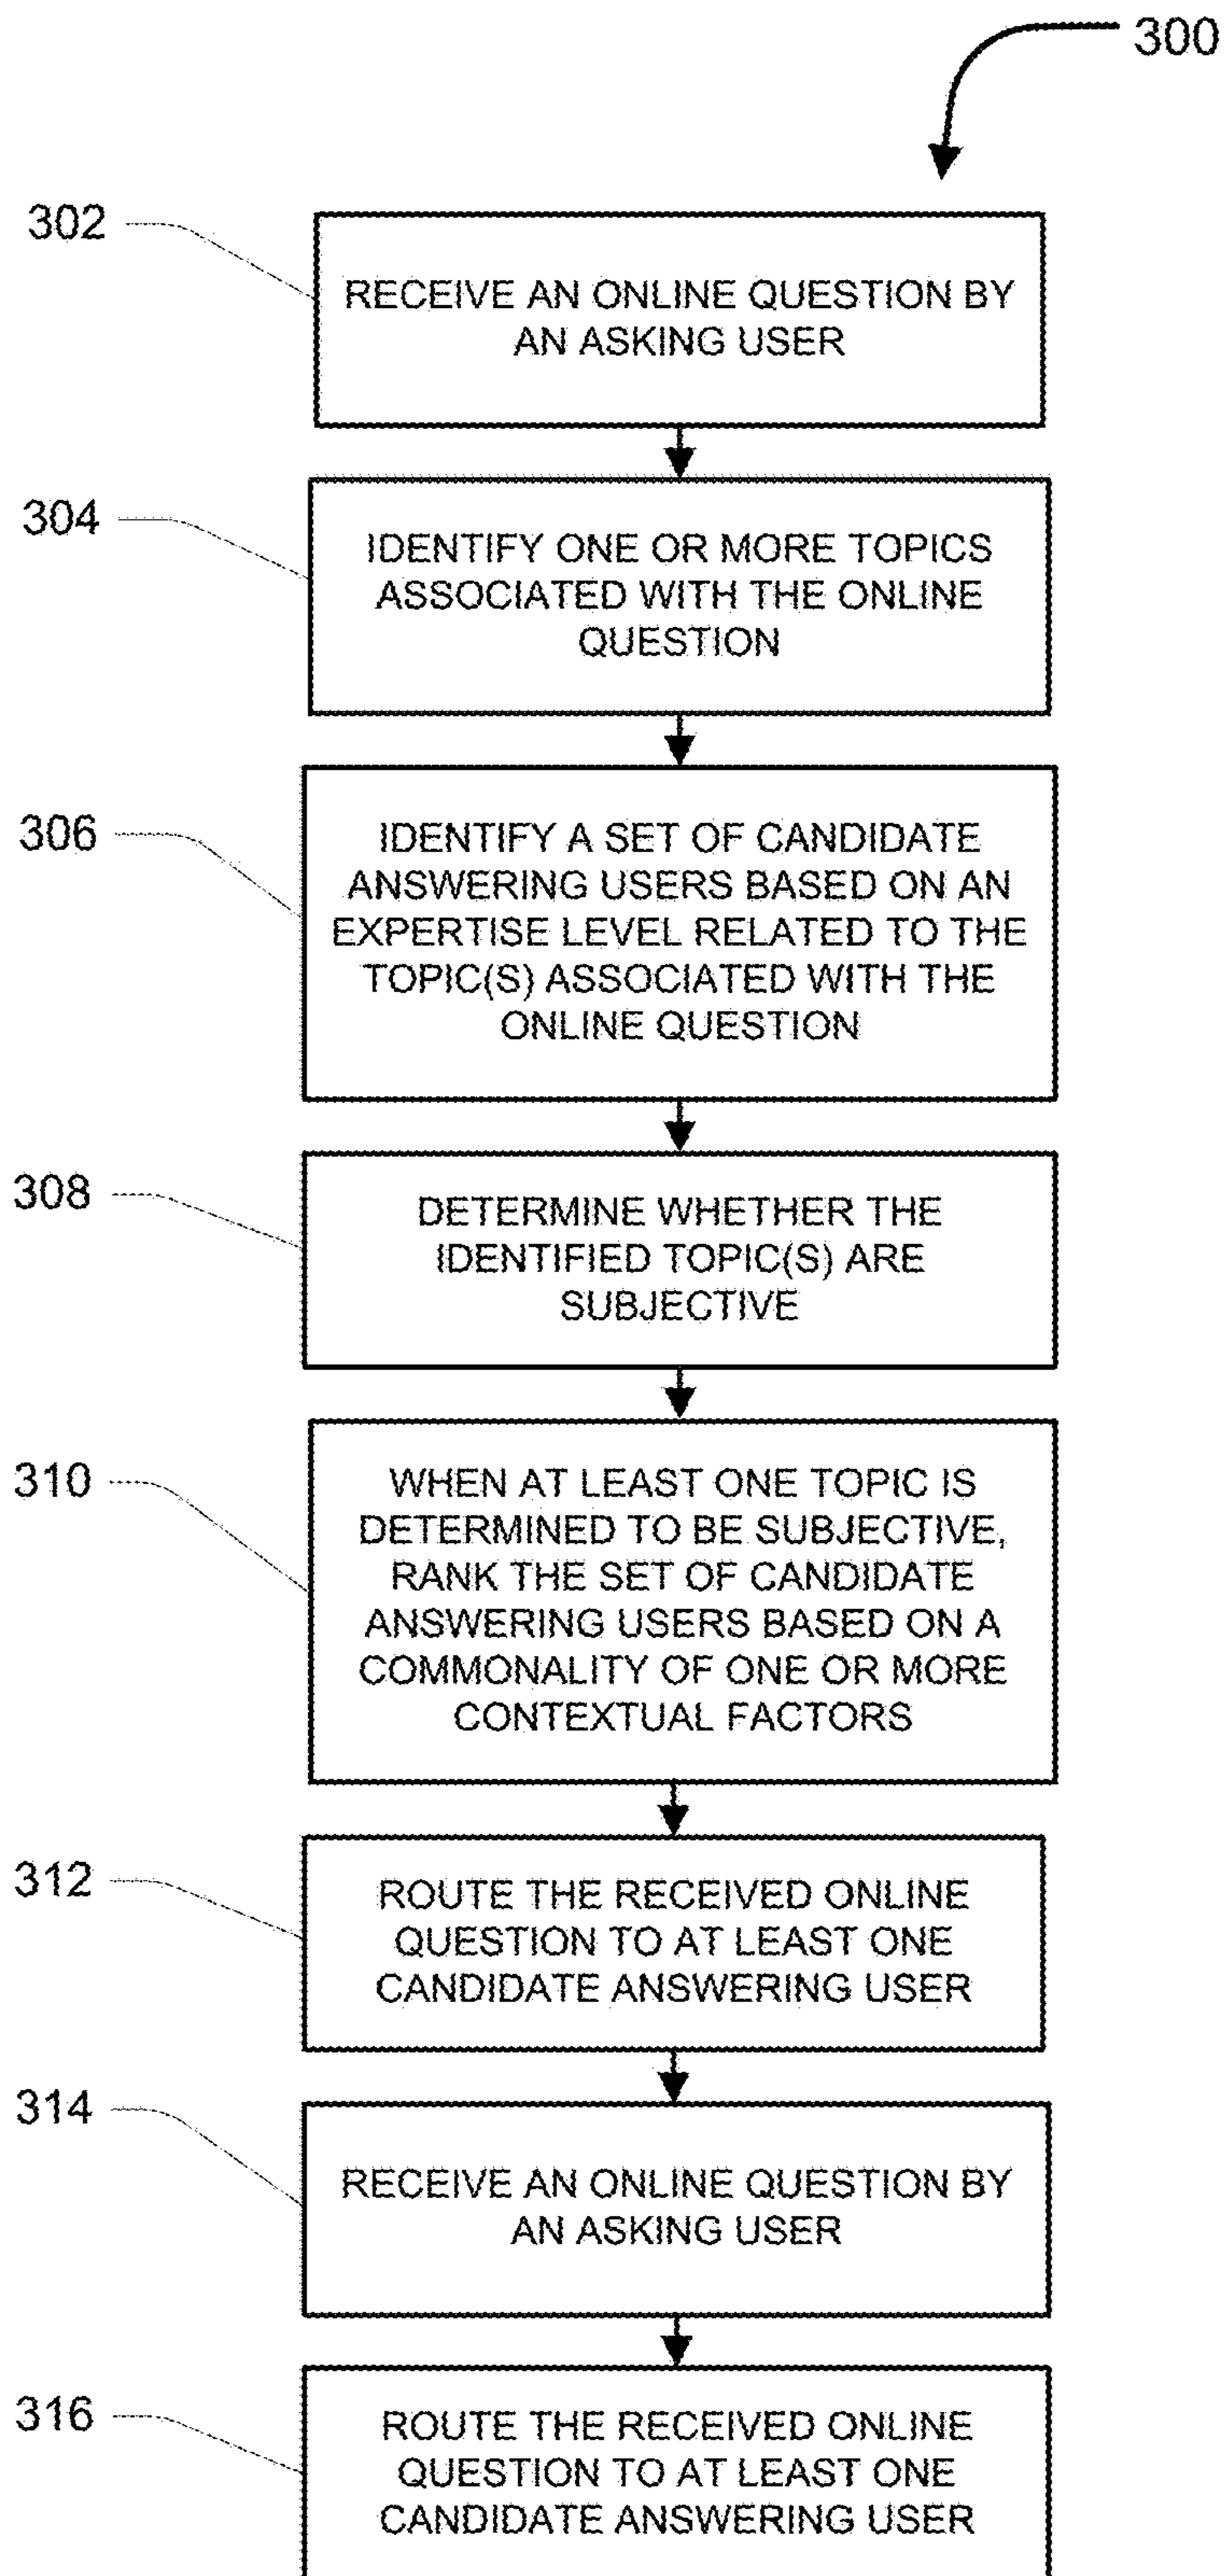 300
302
RECEIVE AN ONLINE QUESTION BY
AN ASKING USER
304
IDENTIFY ONE OR MORE TOPICS
ASSOCIATED WITH THE ONLINE
QUESTION
306
IDENTIFY A SET OF CANDIDATE
ANSWERING USERS BASED ON AN
EXPERTISE LEVEL RELATED TO THE
TOPIC(S) ASSOCIATED WITH THE
ONLINE QUESTION
308
DETERMINE WHETHER THE
IDENTIFIED TOPIC(S) ARE
SUBJECTIVE
310
WHEN AT LEAST ONE TOPIC IS
DETERMINED TO BE SUBJECTIVE,
RANK THE SET OF CANDIDATE
ANSWERING USERS BASED ON A
COMMONALITY OF ONE OR MORE
CONTEXTUAL FACTORS
312
ROUTE THE RECEIVED ONLINE
QUESTION TO AT LEAST ONE
CANDIDATE ANSWERING USER
314
RECEIVE AN ONLINE QUESTION BY
AN ASKING USER
316
ROUTE THE RECEIVED ONLINE
QUESTION TO AT LEAST ONE
CANDIDATE ANSWERING USER